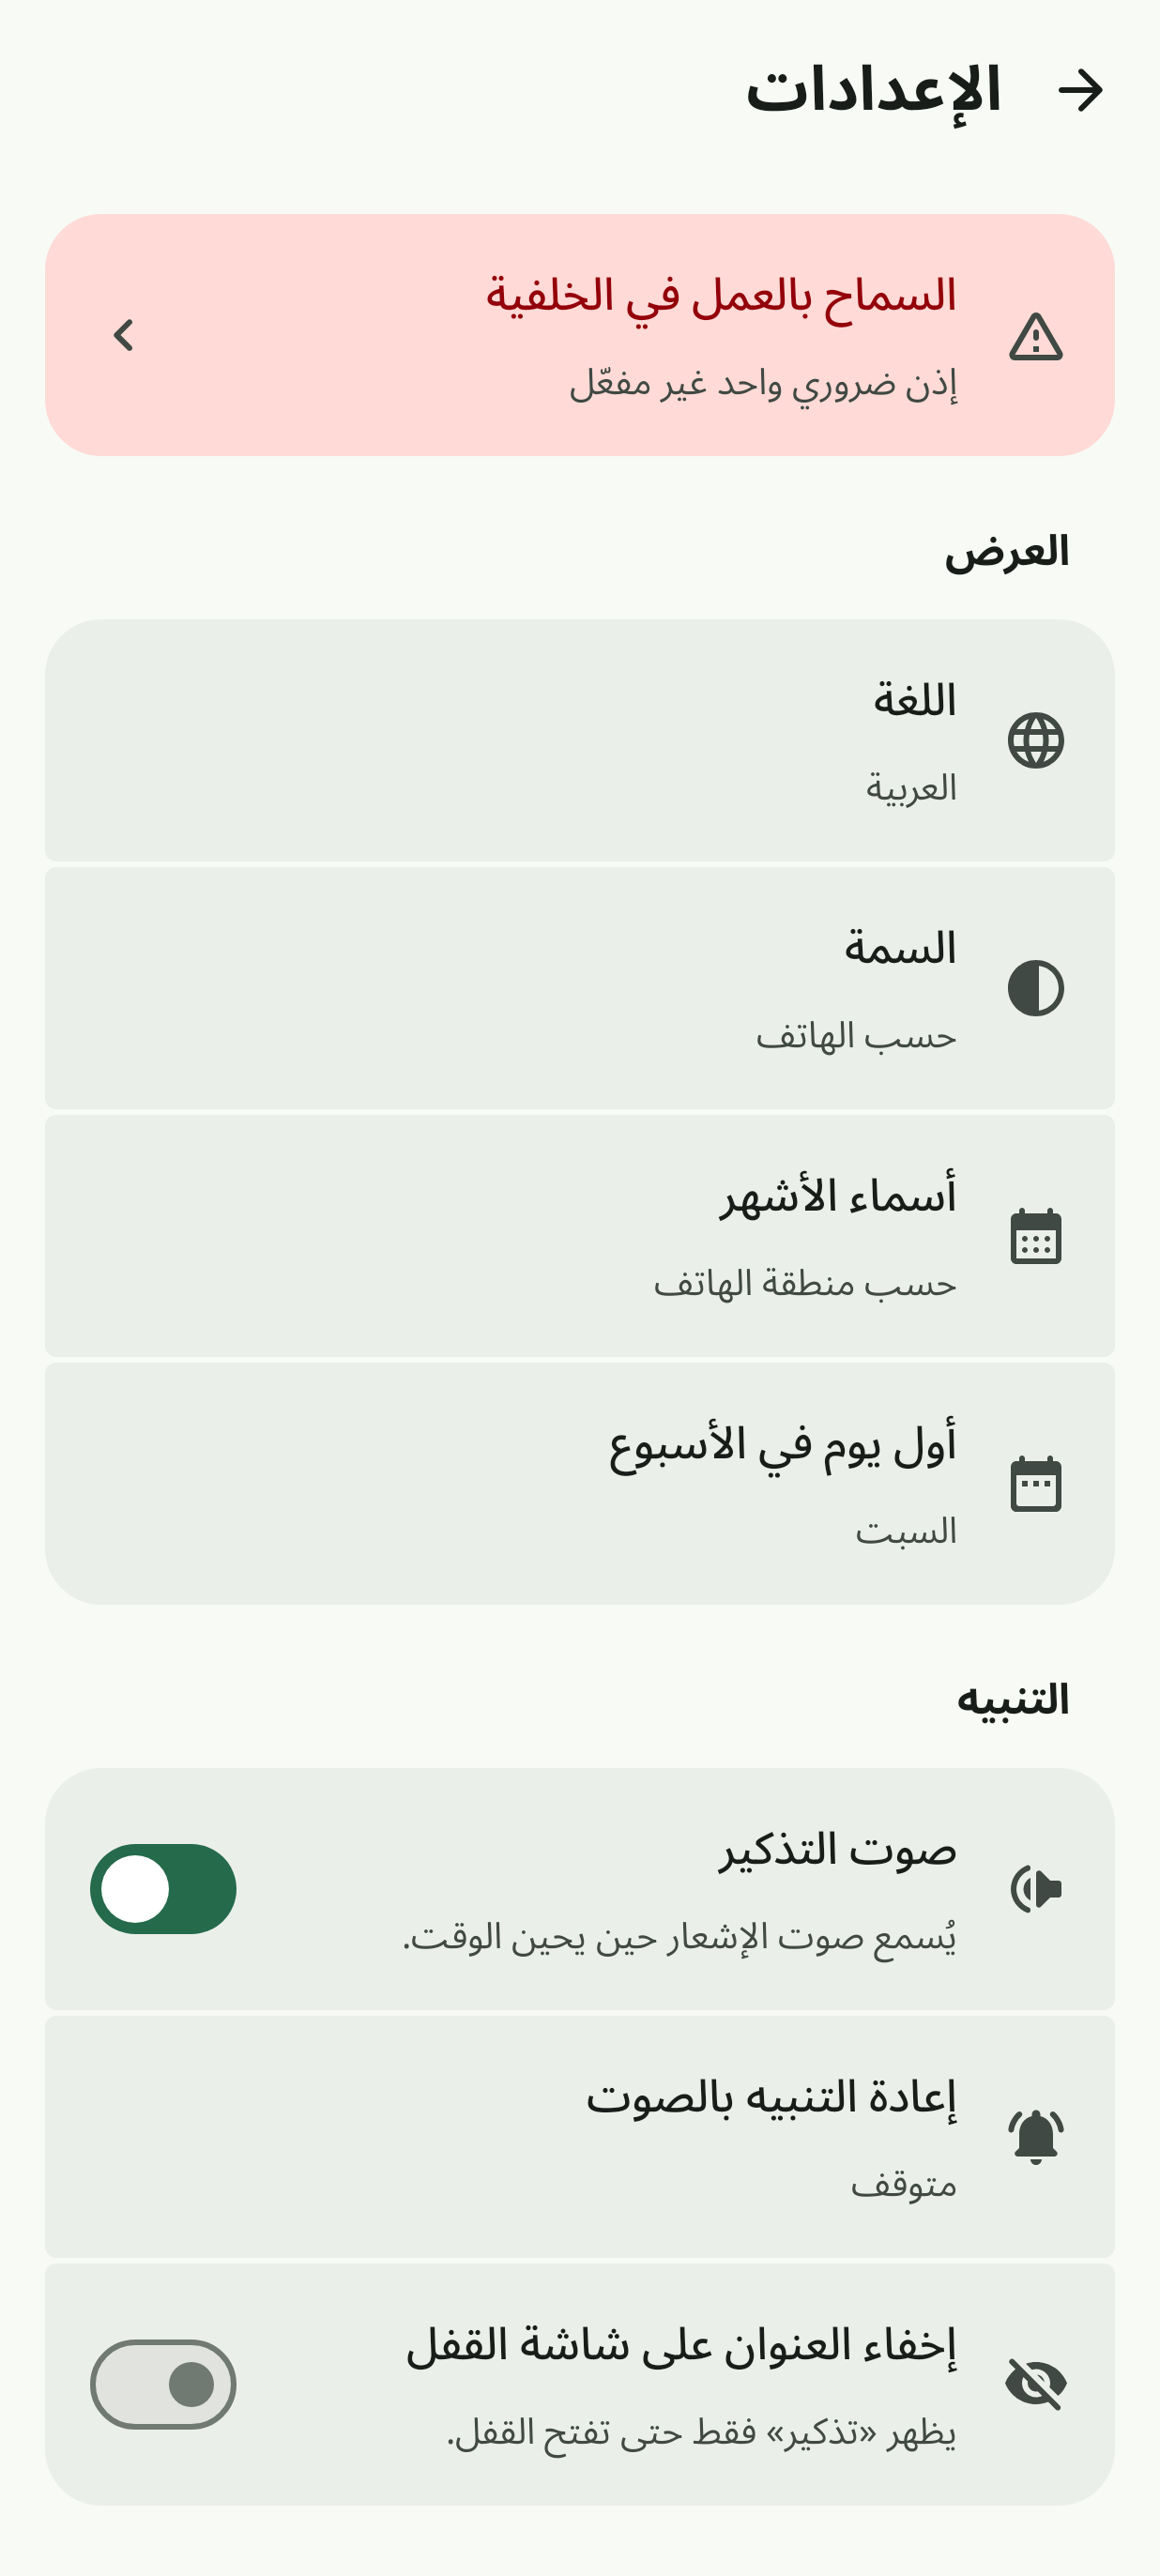 الإعدادات
السماح بالعمل في الخلفية
إذن ضروري واحد غير مفعّل
العرض
اللغة
العربية
السمة
حسب الهاتف
أسماء الأشهر
حسب منطقة الهاتف
أول يوم في الأسبوع
السبت
التنبيه
صوت التذكير
يُسمع صوت الإشعار حين يحين الوقت.
إعادة التنبيه بالصوت
متوقف
إخفاء العنوان على شاشة القفل
يظهر «تذكير» فقط حتى تفتح القفل.